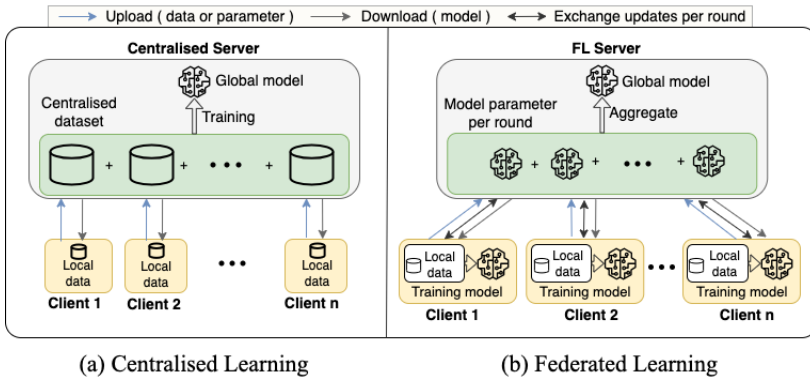 Upload ( data or parameter )
Download ( model )
Exchange updates per round
Centralised Server
Global model
Centralised
dataset
Training
+
+
+
Local
data
Client 1
Local
data
Client 2
Local
data
Client n
(a) Centralised Learning
FL Server
Global model
Model parameter
per round
Aggregate
+
+
+
Local
data
Training model
Client 1
Local
data
Training model
Client 2
Local
data
Training model
Client n
(b) Federated Learning